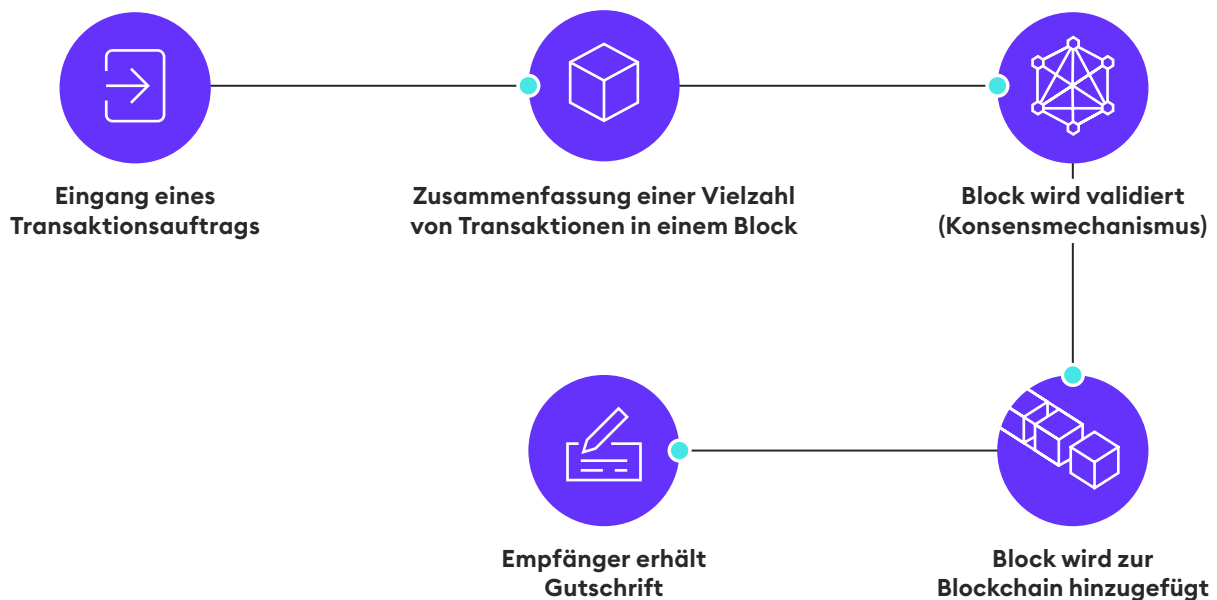 Eingang eines
Transaktionsauftrags
Zusammenfassung einer Vielzahl
von Transaktionen in einem Block
Block wird validiert
(Konsensmechanismus)
Empfänger erhält
Gutschrift
Block wird zur
Blockchain hinzugefügt